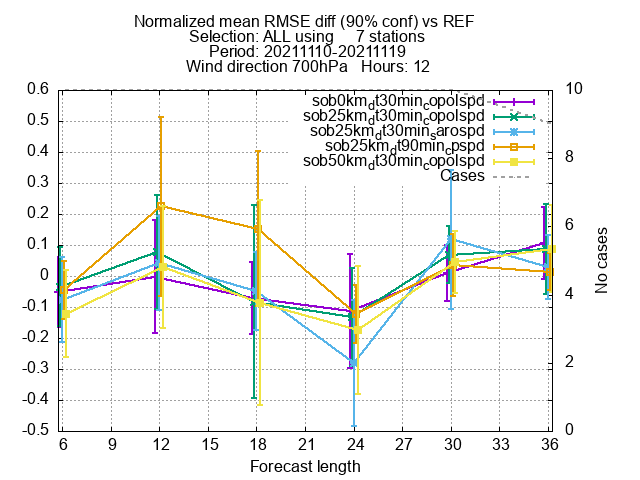 Normalized mean RMSE diff (90% conf) vs REF
Selection: ALL using 7 stations
Period: 20211110-20211119
Wind direction 700hPa Hours: 12
sob0km_dt30min_copolspd
sob25km_dt30min_copolspd
sob25km_dt30min_sarospd
sob25km_dt90min_cpspd
sob50km_dt30min_copolspd
Cases
0.6
0.5
0.4
0.3
0.2
0.1
0
-0.1
-0.2
-0.3
-0.4
-0.5
10
8
6
4
2
0
No cases
6 9 12 15 18 21 24 27 30 33 36
Forecast length